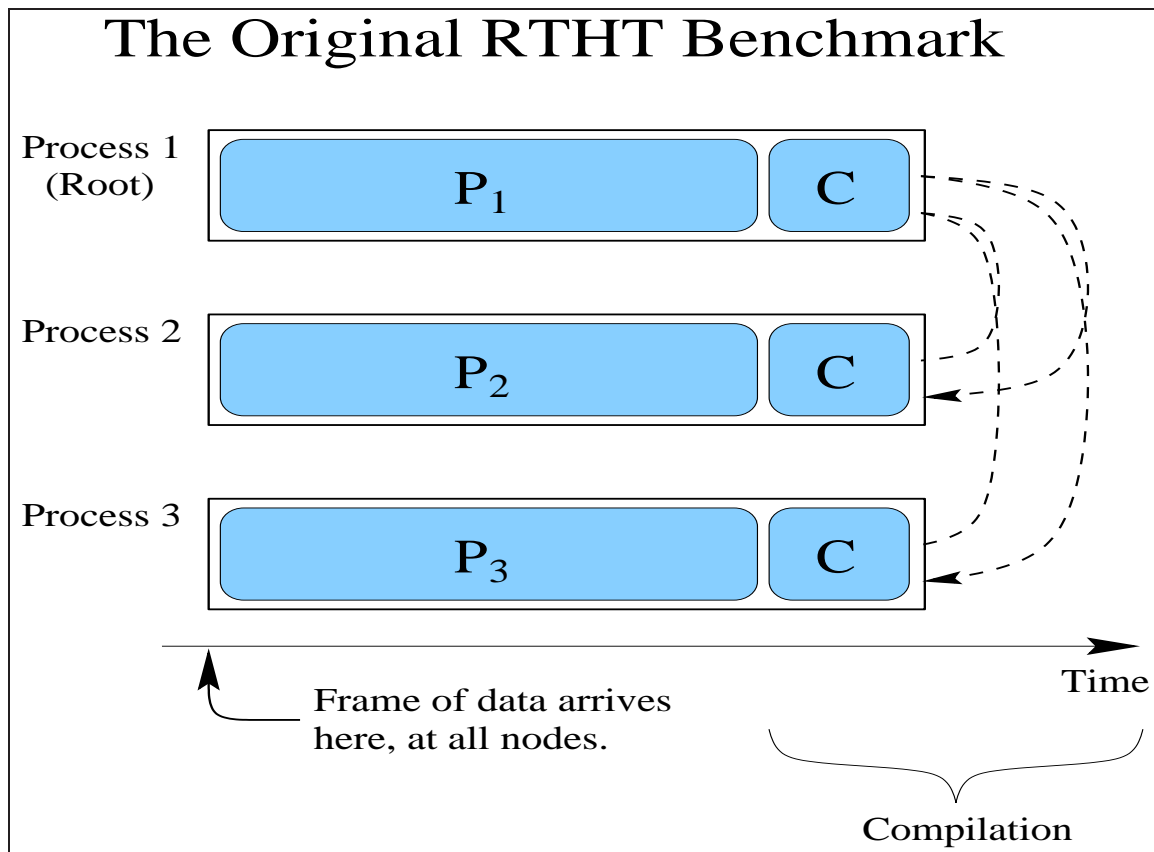 The Original RTHT Benchmark
Process 1
(Root)
P₁
C
Process 2
P₂
C
Process 3
P₃
C
Time
Frame of data arrives
here, at all nodes.
Compilation